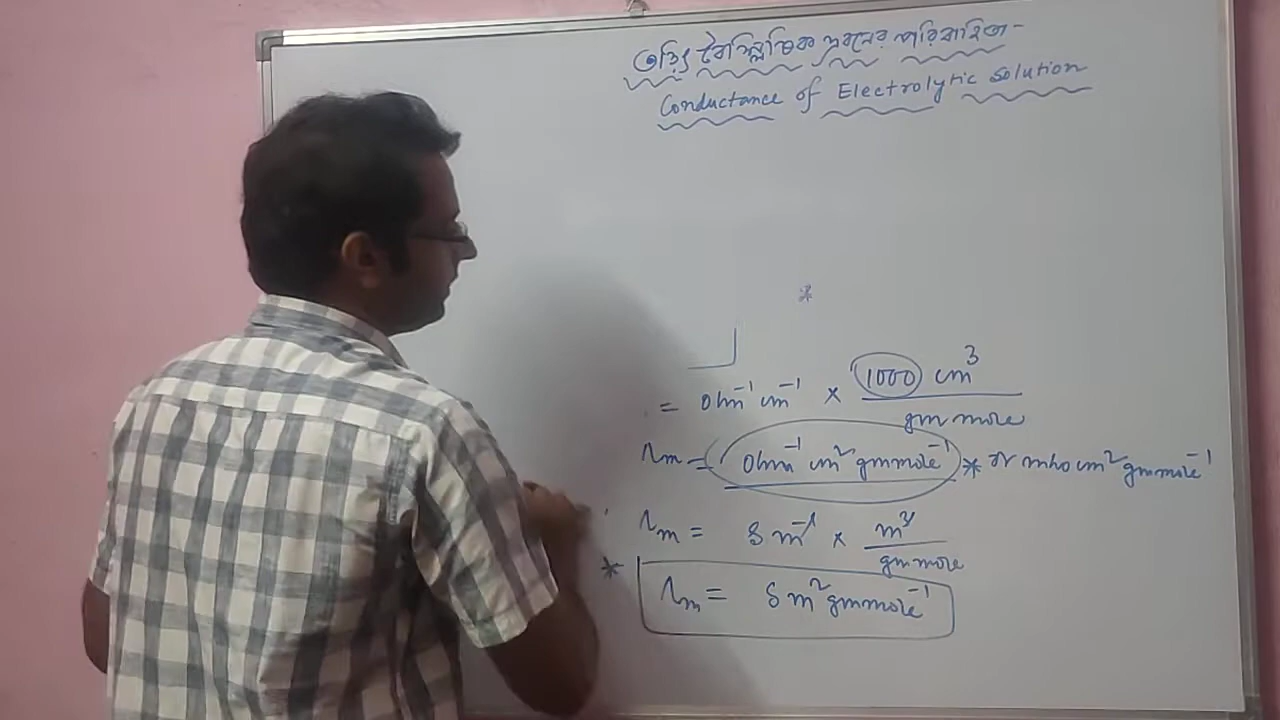 তড়িৎ বৈশ্লেষিক দ্রবনের পরিবাহিতা -
Conductance of Electrolytic Solution
*
= Ohm⁻¹ cm⁻¹ × 1000 cm³ / gm mole
Λm = Ohm⁻¹ cm² gmmole⁻¹ * or mho cm² gmmole⁻¹
Λm = S m⁻¹ × m³ / gm mole
* Λm = S m² gmmole⁻¹